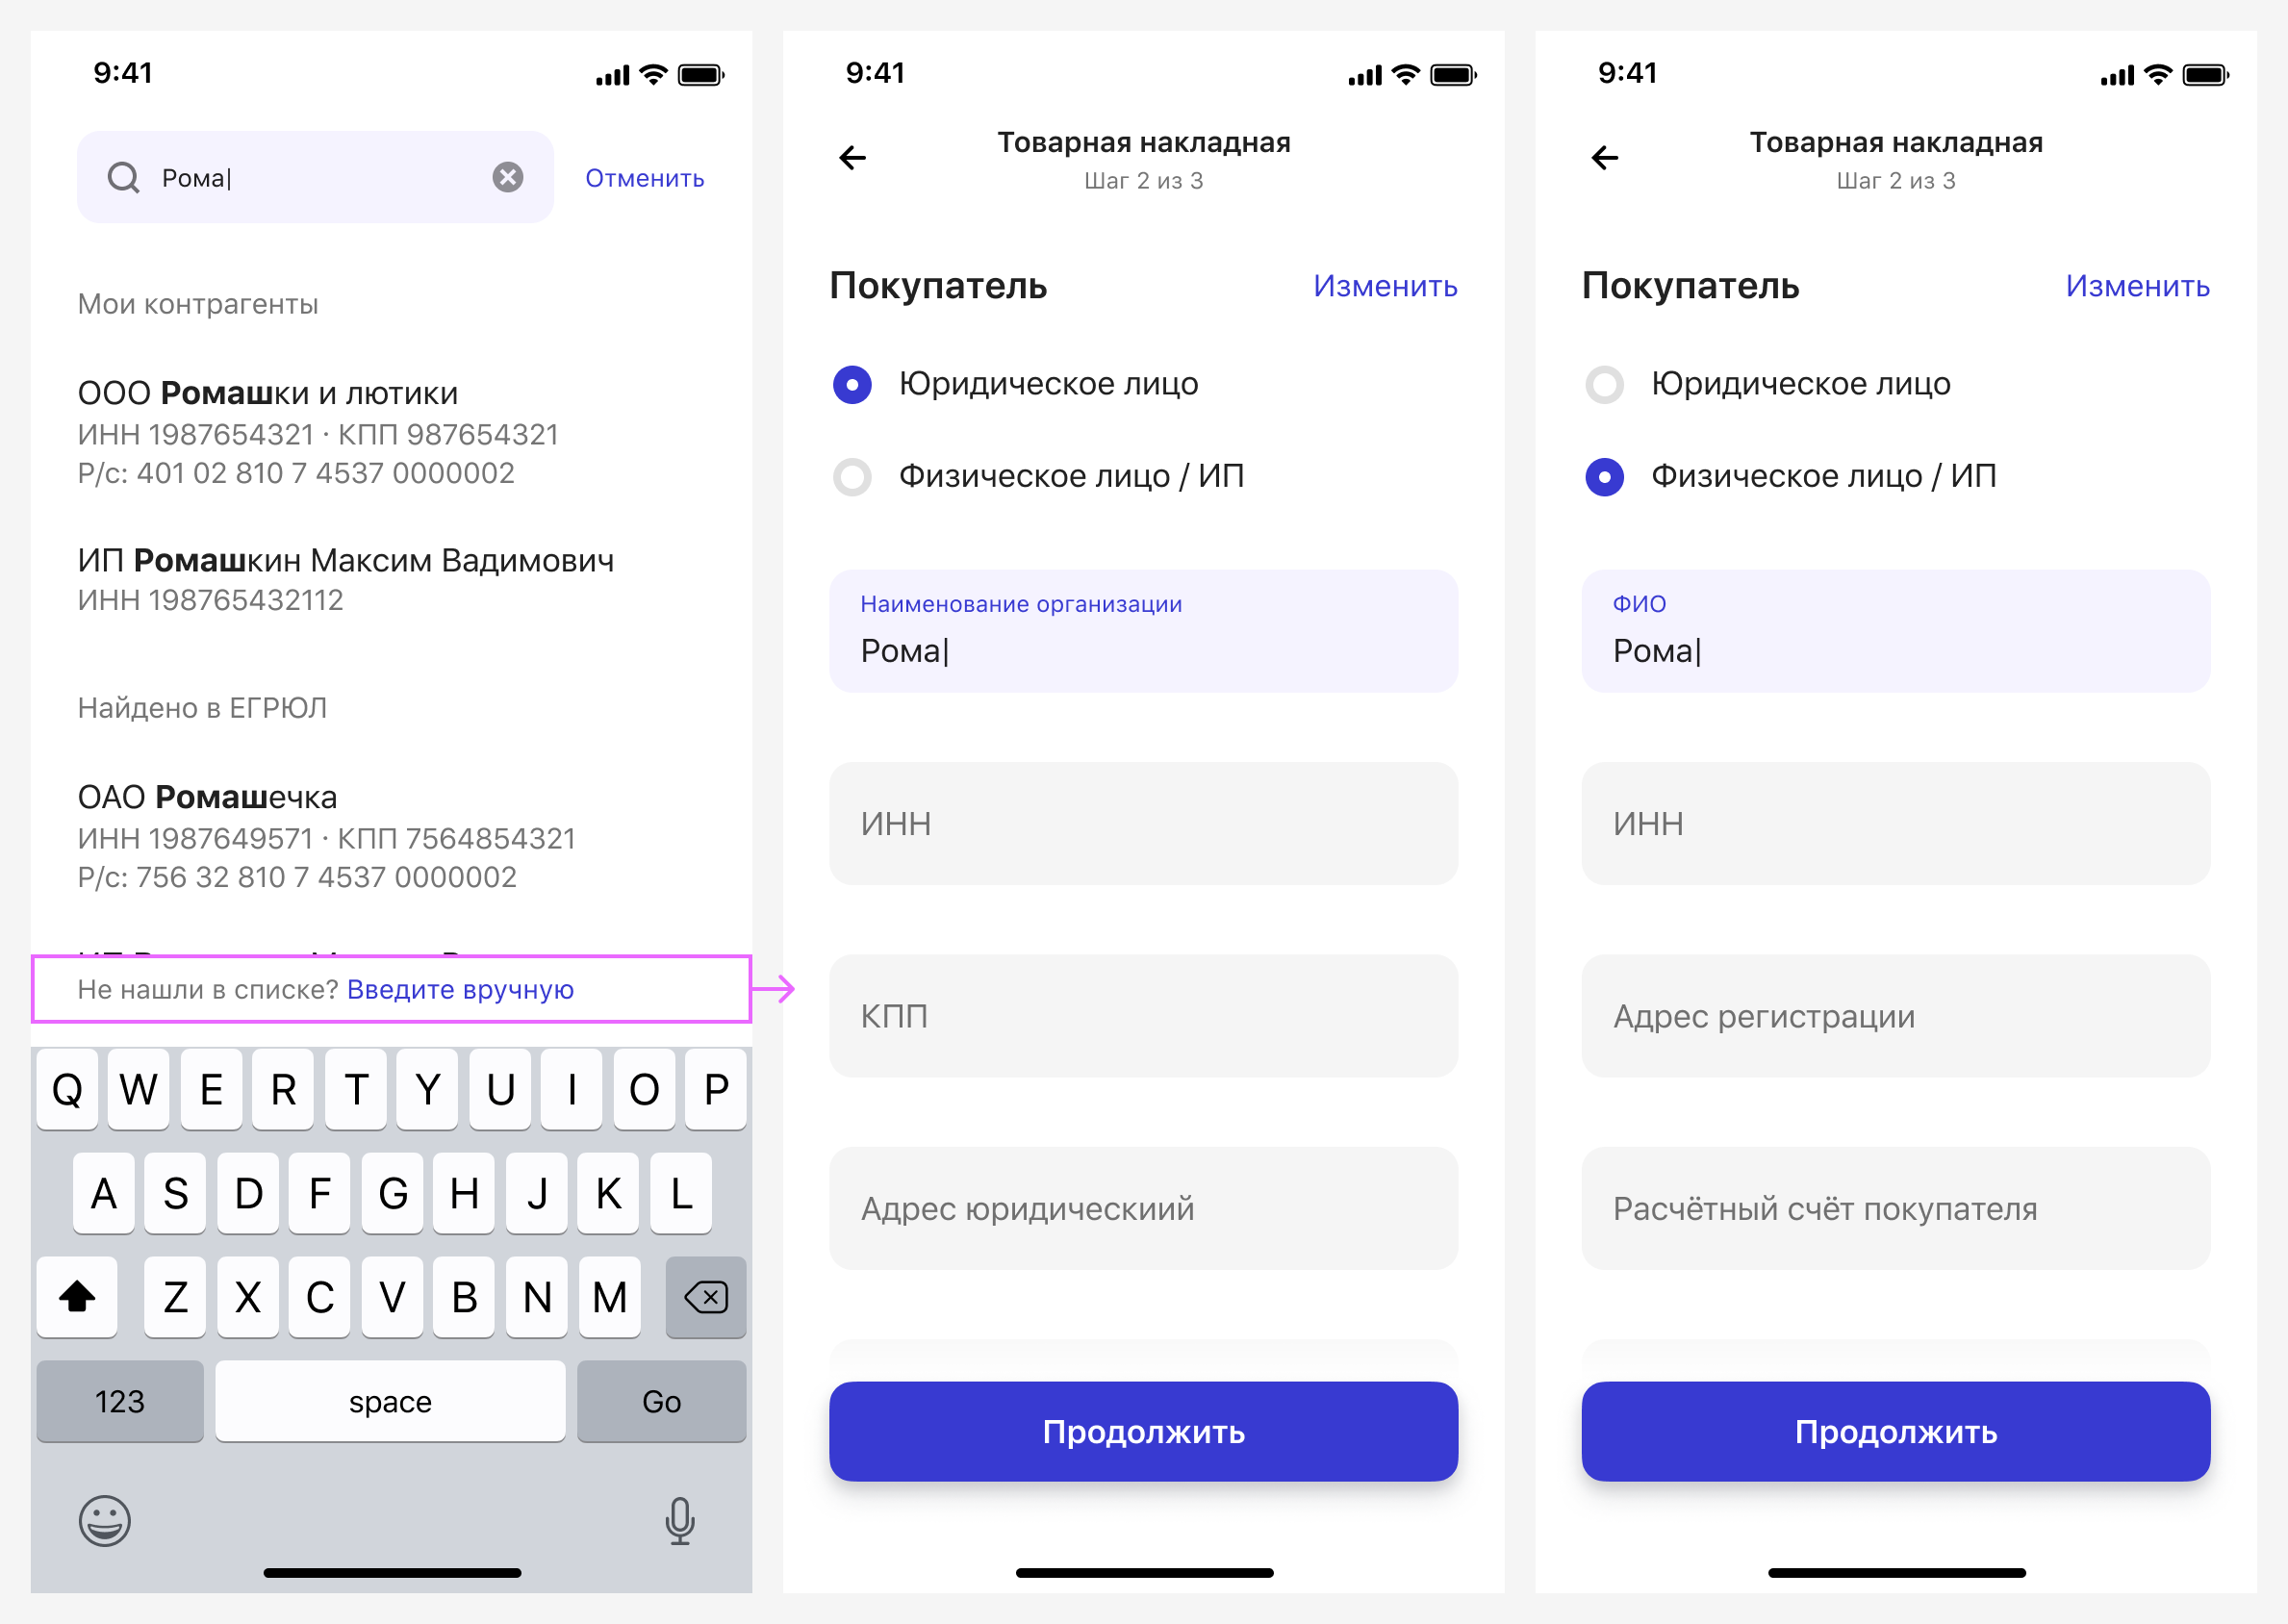 9:41
Рома|
Отменить
Мои контрагенты
ООО Ромашки и лютики
ИНН 1987654321 · КПП 987654321
Р/с: 401 02 810 7 4537 0000002
ИП Ромашкин Максим Вадимович
ИНН 198765432112
Найдено в ЕГРЮЛ
ОАО Ромашечка
ИНН 1987649571 · КПП 7564854321
Р/с: 756 32 810 7 4537 0000002
Не нашли в списке? Введите вручную
Q W E R T Y U I O P
A S D F G H J K L
Z X C V B N M
123 space Go
9:41
Товарная накладная
Шаг 2 из 3
Покупатель Изменить
Юридическое лицо
Физическое лицо / ИП
Наименование организации
Рома|
ИНН
КПП
Адрес юридическиий
Продолжить
9:41
Товарная накладная
Шаг 2 из 3
Покупатель Изменить
Юридическое лицо
Физическое лицо / ИП
ФИО
Рома|
ИНН
Адрес регистрации
Расчётный счёт покупателя
Продолжить